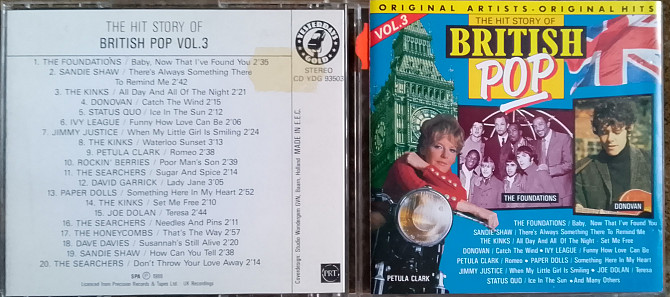 THE HIT STORY OF
BRITISH POP VOL.3
YESTERDAYS
GOLD
STEREO
CD YDG 93503
1. THE FOUNDATIONS / Baby, Now That I've Found You 2'35
2. SANDIE SHAW / There's Always Something There
To Remind Me 2'42
3. THE KINKS / All Day And All Of The Night 2'21
4. DONOVAN / Catch The Wind 2'15
5. STATUS QUO / Ice In The Sun 2'12
6. IVY LEAGUE / Funny How Love Can Be 2'06
7. JIMMY JUSTICE / When My Little Girl Is Smiling 2'24
8. THE KINKS / Waterloo Sunset 3'13
9. PETULA CLARK / Romeo 2'38
10. ROCKIN' BERRIES / Poor Man's Son 2'39
11. THE SEARCHERS / Sugar And Spice 2'14
12. DAVID GARRICK / Lady Jane 3'05
13. PAPER DOLLS / Something Here In My Heart 2'52
14. THE KINKS / Set Me Free 2'10
15. JOE DOLAN / Teresa 2'44
16. THE SEARCHERS / Needles And Pins 2'11
17. THE HONEYCOMBS / That's The Way 2'57
18. DAVE DAVIES / Susannah's Still Alive 2'20
19. SANDIE SHAW / How Can You Tell 2'38
20. THE SEARCHERS / Don't Throw Your Love Away 2'14
Licenced from Precision Records & Tapes Ltd. UK Recordings
MADE IN E.E.C.
PRT
ORIGINAL ARTISTS - ORIGINAL HITS
VOL.3
THE HIT STORY OF
BRITISH
POP
THE FOUNDATIONS
DONOVAN
PETULA CLARK
THE FOUNDATIONS / Baby, Now That I've Found You
SANDIE SHAW / There's Always Something There To Remind Me
THE KINKS / All Day And All Of The Night • Set Me Free
DONOVAN / Catch The Wind • IVY LEAGUE / Funny How Love Can Be
PETULA CLARK / Romeo • PAPER DOLLS / Something Here In My Heart
JIMMY JUSTICE / When My Little Girl Is Smiling • JOE DOLAN / Teresa
STATUS QUO / Ice In The Sun • And Many Others